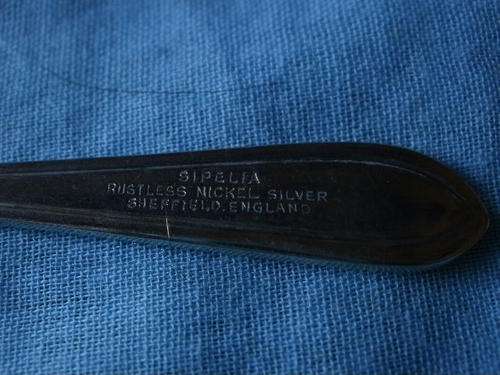 SIPELIA
RUSTLESS NICKEL SILVER
SHEFFIELD, ENGLAND